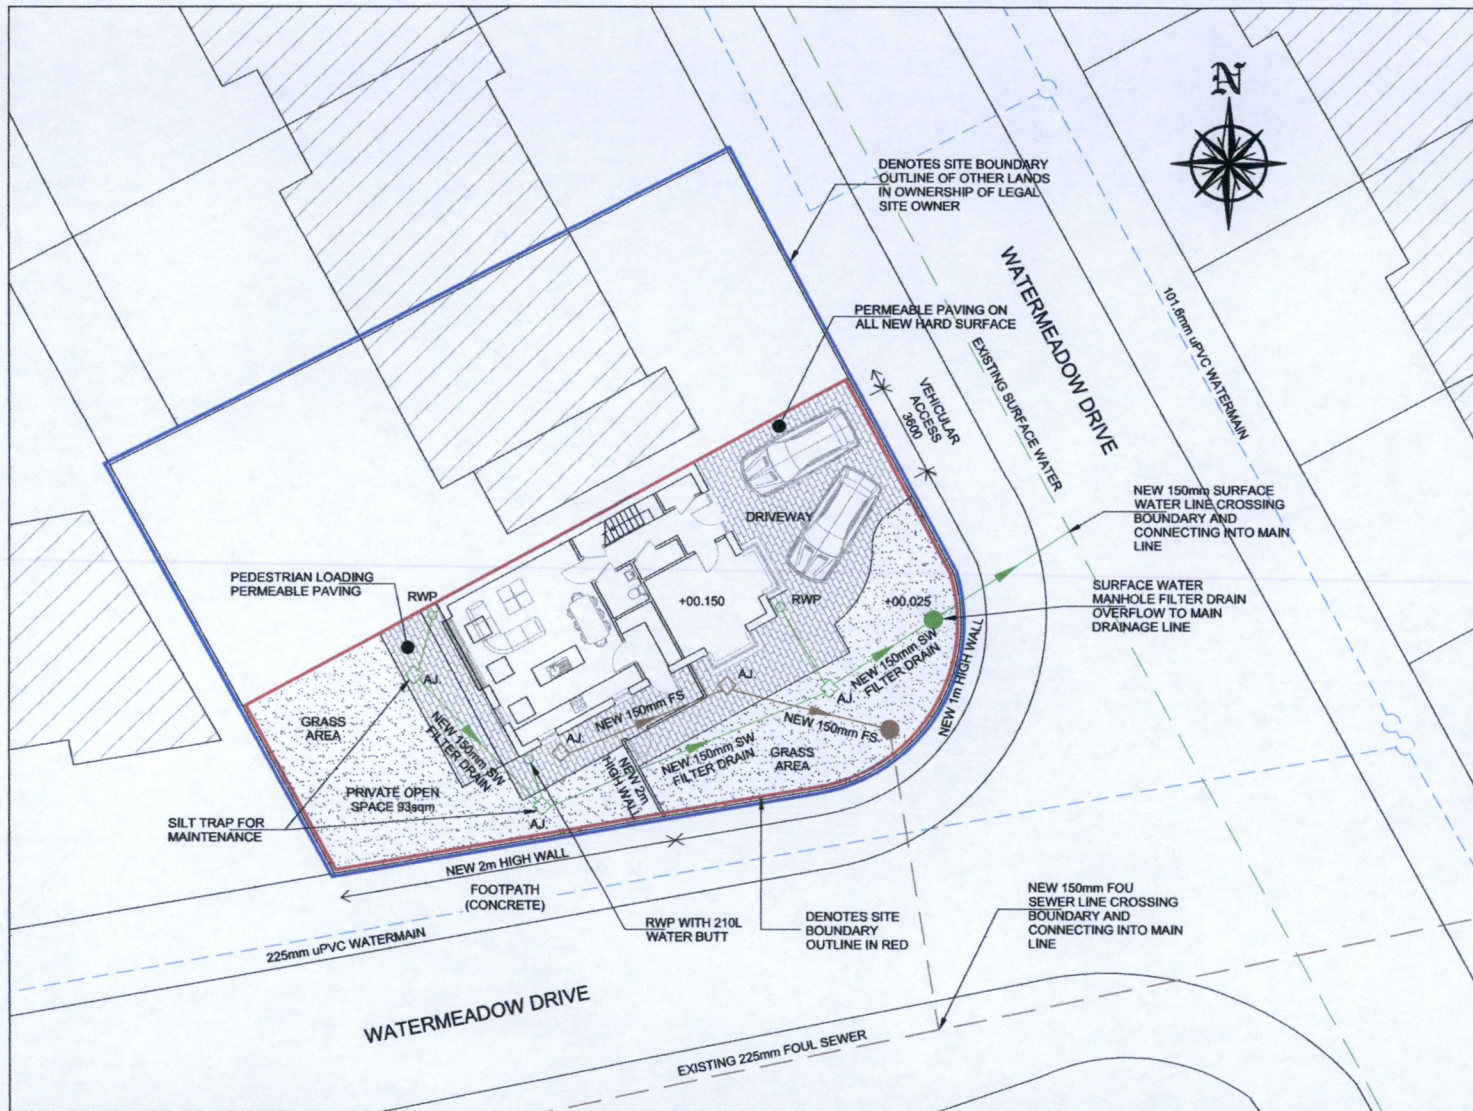 N
DENOTES SITE BOUNDARY
OUTLINE OF OTHER LANDS
IN OWNERSHIP OF LEGAL
SITE OWNER
WATERMEADOW DRIVE
101.6mm uPVC WATERMAIN
PERMEABLE PAVING ON
ALL NEW HARD SURFACE
EXISTING SURFACE WATER
VEHICULAR
ACCESS
3600
NEW 150mm SURFACE
WATER LINE CROSSING
BOUNDARY AND
CONNECTING INTO MAIN
LINE
DRIVEWAY
PEDESTRIAN LOADING
PERMEABLE PAVING
RWP
+00.150
RWP
+00.025
SURFACE WATER
MANHOLE FILTER DRAIN
OVERFLOW TO MAIN
DRAINAGE LINE
AJ.
AJ.
AJ.
NEW 150mm SW
FILTER DRAIN
NEW 1m HIGH WALL
GRASS
AREA
NEW 150mm SW
FILTER DRAIN
AJ.
NEW 150mm FS
NEW 150mm FS.
NEW 150mm SW
FILTER DRAIN
GRASS
AREA
NEW 2m
HIGH WALL
PRIVATE OPEN
SPACE 93sqm
SILT TRAP FOR
MAINTENANCE
AJ.
NEW 2m HIGH WALL
FOOTPATH
(CONCRETE)
RWP WITH 210L
WATER BUTT
DENOTES SITE
BOUNDARY
OUTLINE IN RED
NEW 150mm FOU
SEWER LINE CROSSING
BOUNDARY AND
CONNECTING INTO MAIN
LINE
225mm uPVC WATERMAIN
WATERMEADOW DRIVE
EXISTING 225mm FOUL SEWER